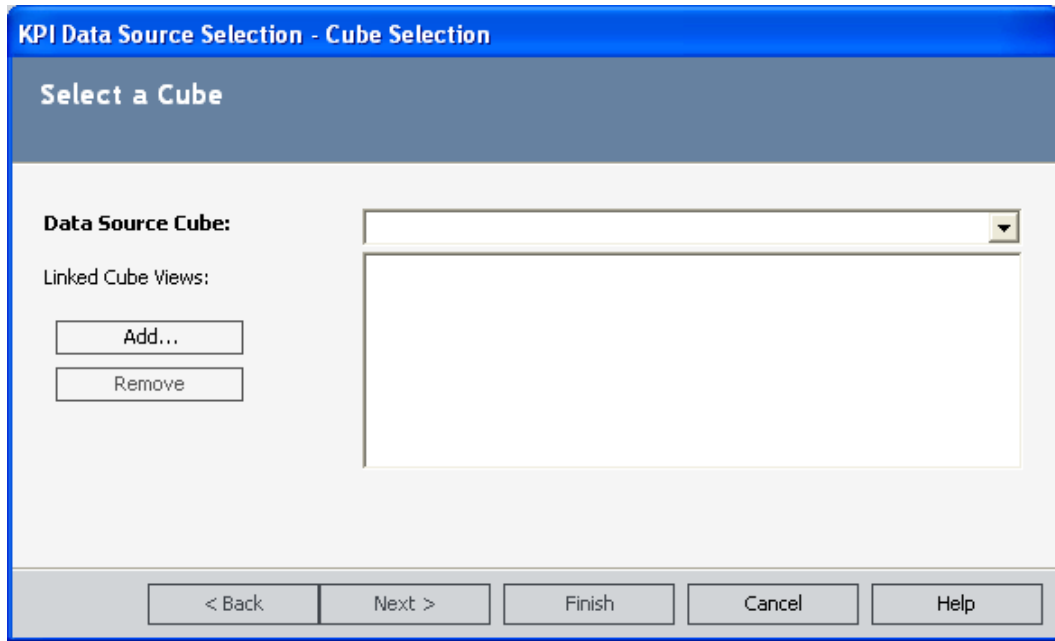 KPI Data Source Selection - Cube Selection
Select a Cube
Data Source Cube:
Linked Cube Views:
Add...
Remove
< Back Next > Finish Cancel Help